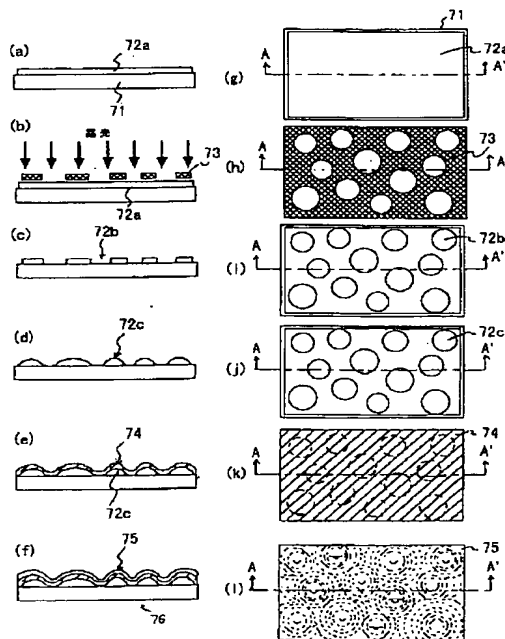 (a)
72a
71
(b)
露光
73
72a
(c)
72b
(d)
72c
(e)
74
72c
(f)
75
76
71
72a
(g)
A
A'
73
(h)
A
A
72b
(i)
A
A'
72c
(j)
A
A'
74
(k)
A
A'
75
(l)
A
A'